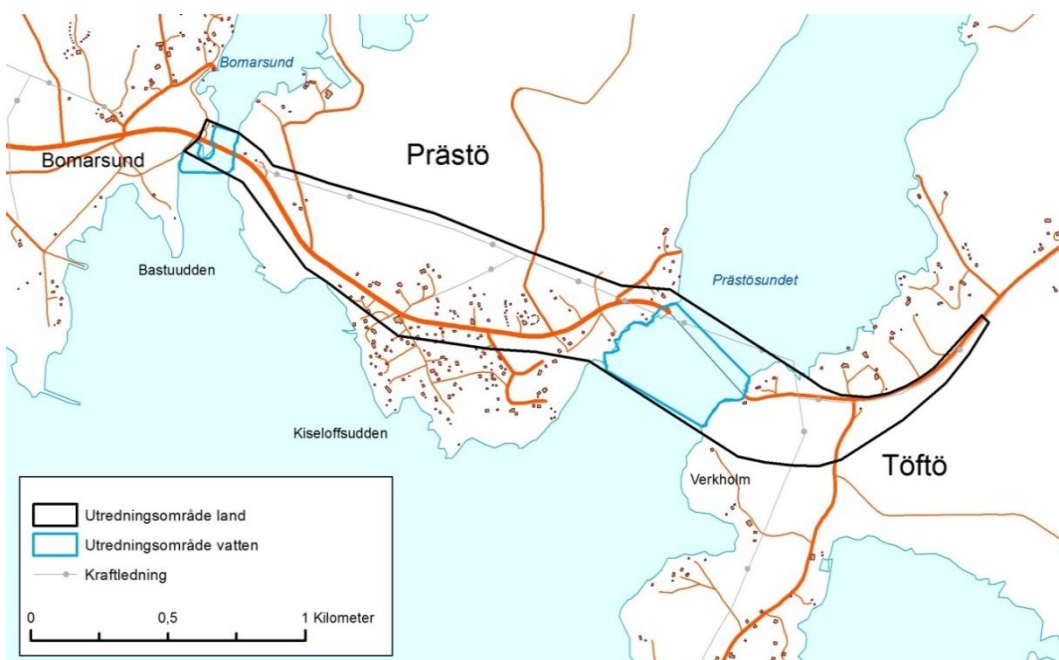 Bomarsund
Bomarsund
Prästö
Bastuudden
Prästösundet
Kiseloffsudden
Töftö
Verkholm
Utredningsområde land
Utredningsområde vatten
Kraftledning
0 0,5 1 Kilometer